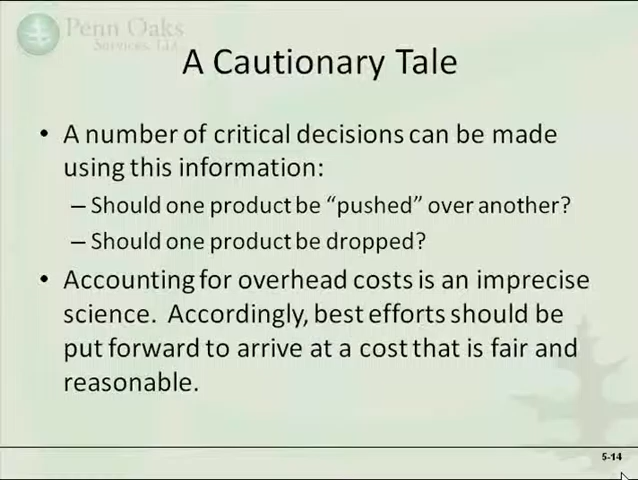 Penn Oaks
Services, LLC
A Cautionary Tale
• A number of critical decisions can be made
using this information:
– Should one product be “pushed” over another?
– Should one product be dropped?
• Accounting for overhead costs is an imprecise
science.  Accordingly, best efforts should be
put forward to arrive at a cost that is fair and
reasonable.
5-14